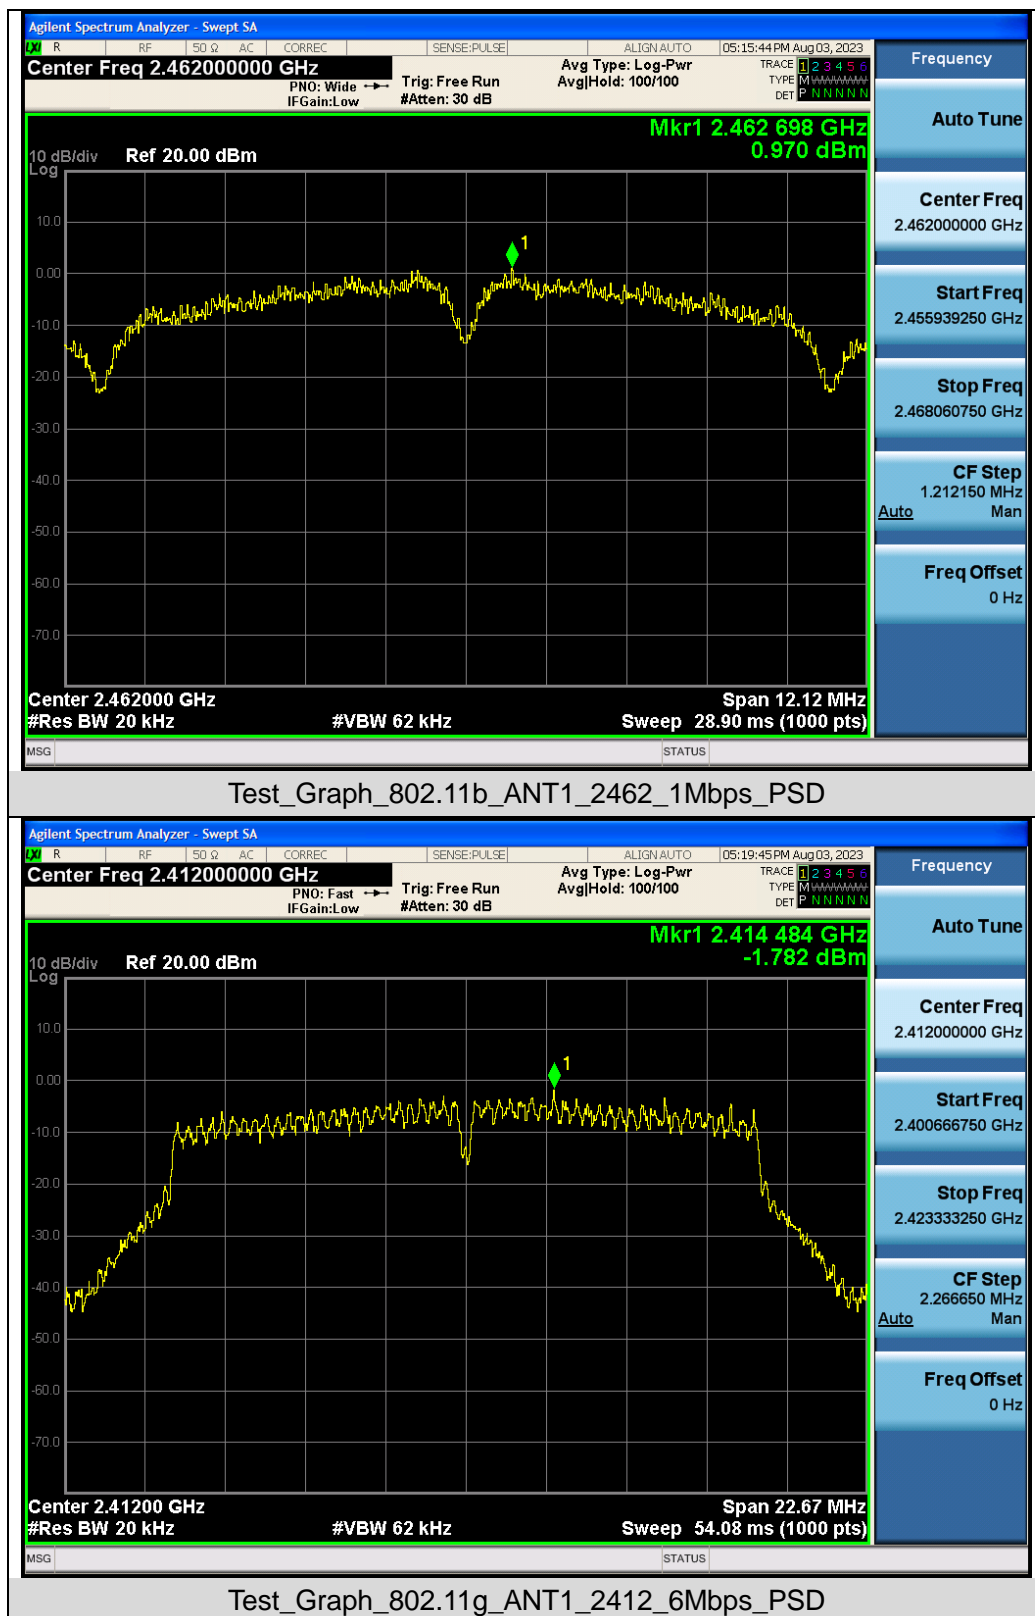 Agilent Spectrum Analyzer - Swept SA
LXI R RF 50 Ω AC CORREC SENSE:PULSE ALIGN AUTO 05:15:44 PM Aug 03, 2023
Center Freq 2.462000000 GHz
PNO: Wide
IFGain:Low
Trig: Free Run
#Atten: 30 dB
Avg Type: Log-Pwr
Avg|Hold: 100/100
TRACE 1 2 3 4 5 6
TYPE M
DET P N N N N N
Mkr1 2.462 698 GHz
0.970 dBm
10 dB/div Ref 20.00 dBm
Log
10.0
0.00
-10.0
-20.0
-30.0
-40.0
-50.0
-60.0
-70.0
1
Center 2.462000 GHz Span 12.12 MHz
#Res BW 20 kHz #VBW 62 kHz Sweep 28.90 ms (1000 pts)
MSG STATUS
Frequency
Auto Tune
Center Freq
2.462000000 GHz
Start Freq
2.455939250 GHz
Stop Freq
2.468060750 GHz
CF Step
1.212150 MHz
Auto Man
Freq Offset
0 Hz
Test_Graph_802.11b_ANT1_2462_1Mbps_PSD
Agilent Spectrum Analyzer - Swept SA
LXI R RF 50 Ω AC CORREC SENSE:PULSE ALIGN AUTO 05:19:45 PM Aug 03, 2023
Center Freq 2.412000000 GHz
PNO: Fast
IFGain:Low
Trig: Free Run
#Atten: 30 dB
Avg Type: Log-Pwr
Avg|Hold: 100/100
TRACE 1 2 3 4 5 6
TYPE M
DET P N N N N N
Mkr1 2.414 484 GHz
-1.782 dBm
10 dB/div Ref 20.00 dBm
Log
10.0
0.00
-10.0
-20.0
-30.0
-40.0
-50.0
-60.0
-70.0
1
Center 2.41200 GHz Span 22.67 MHz
#Res BW 20 kHz #VBW 62 kHz Sweep 54.08 ms (1000 pts)
MSG STATUS
Frequency
Auto Tune
Center Freq
2.412000000 GHz
Start Freq
2.400666750 GHz
Stop Freq
2.423333250 GHz
CF Step
2.266650 MHz
Auto Man
Freq Offset
0 Hz
Test_Graph_802.11g_ANT1_2412_6Mbps_PSD